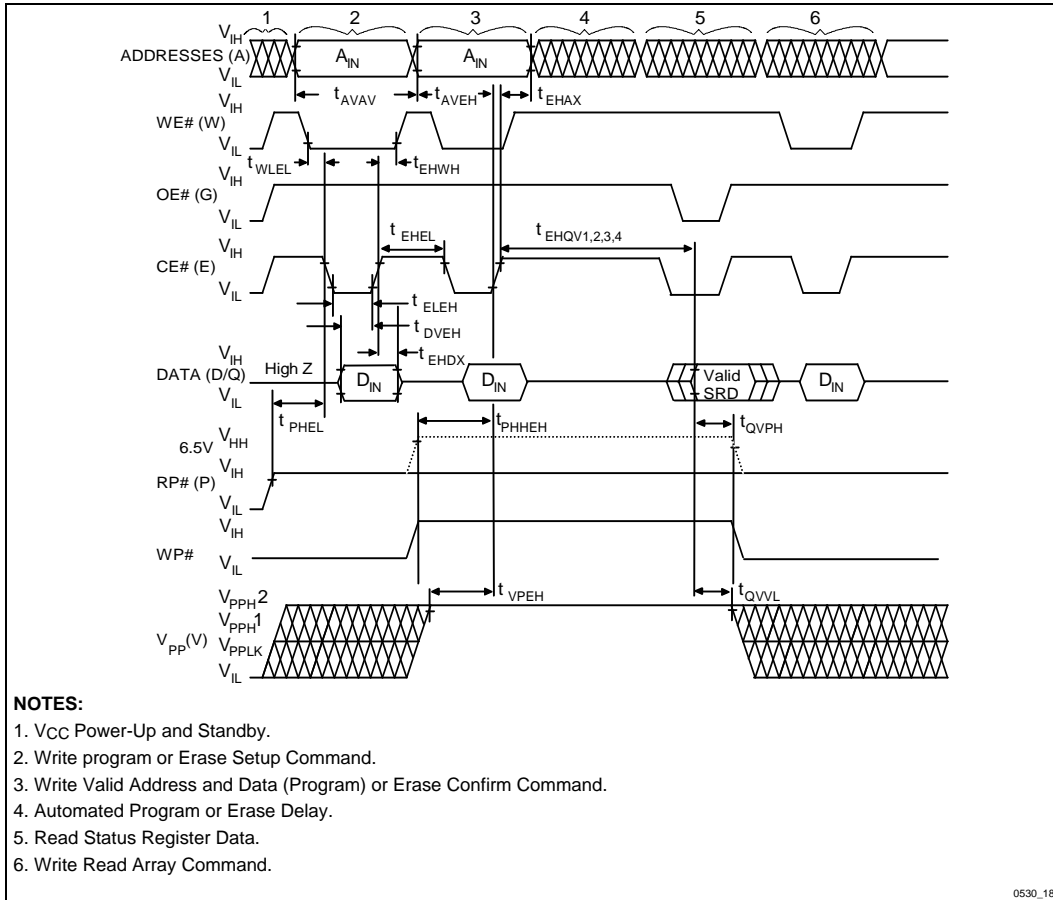 1 2 3 4 5 6
VIH
ADDRESSES (A) AIN AIN
VIL
tAVAV tAVEH tEHAX
VIH
WE# (W)
VIL
tWLEL tEHWH
VIH
OE# (G)
VIL
tEHEL tEHQV1,2,3,4
VIH
CE# (E)
VIL
tELEH
tDVEH
tEHDX
VIH
High Z
DATA (D/Q) DIN DIN Valid SRD DIN
VIL
tPHEL tPHHEH tQVPH
6.5V VHH
VIH
RP# (P)
VIL
VIH
WP#
VIL
tVPEH tQVVL
VPPH2
VPPH1
VPP(V) VPPLK
VIL
NOTES:
1. VCC Power-Up and Standby.
2. Write program or Erase Setup Command.
3. Write Valid Address and Data (Program) or Erase Confirm Command.
4. Automated Program or Erase Delay.
5. Read Status Register Data.
6. Write Read Array Command.
0530_18